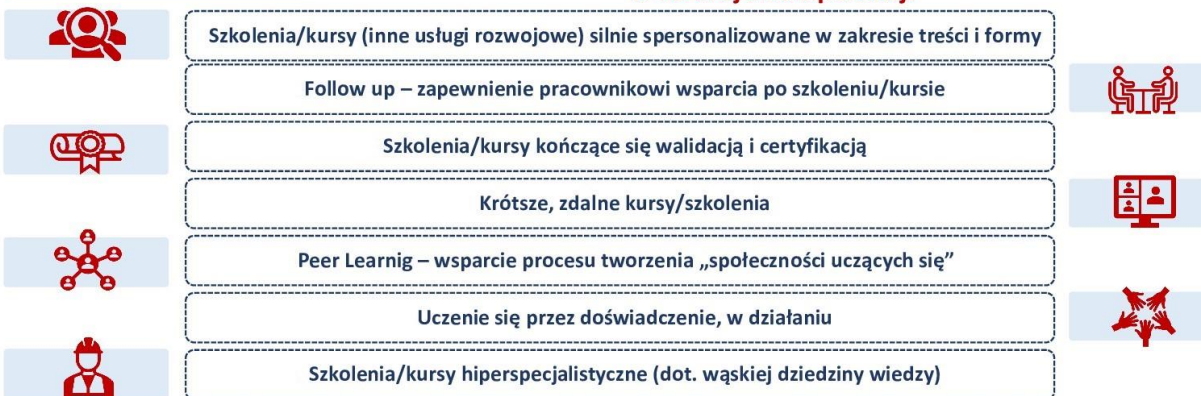 Szkolenia/kursy (inne usługi rozwojowe) silnie spersonalizowane w zakresie treści i formy
Follow up – zapewnienie pracownikowi wsparcia po szkoleniu/kursie
Szkolenia/kursy kończące się walidacją i certyfikacją
Krótsze, zdalne kursy/szkolenia
Peer Learnig – wsparcie procesu tworzenia „społeczności uczących się”
Uczenie się przez doświadczenie, w działaniu
Szkolenia/kursy hiperspecjalistyczne (dot. wąskiej dziedziny wiedzy)